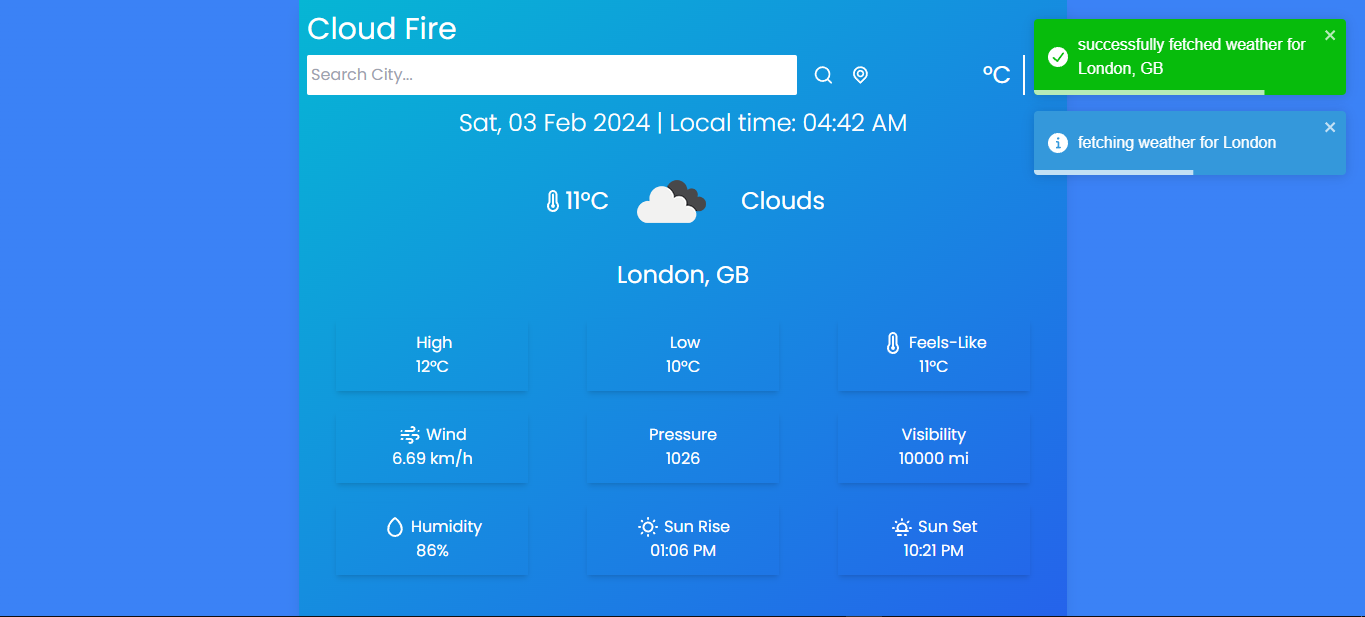 Cloud Fire
Search City...
°C
successfully fetched weather for
London, GB
fetching weather for London
Sat, 03 Feb 2024 | Local time: 04:42 AM
11°C
Clouds
London, GB
High
12°C
Low
10°C
Feels-Like
11°C
Wind
6.69 km/h
Pressure
1026
Visibility
10000 mi
Humidity
86%
Sun Rise
01:06 PM
Sun Set
10:21 PM